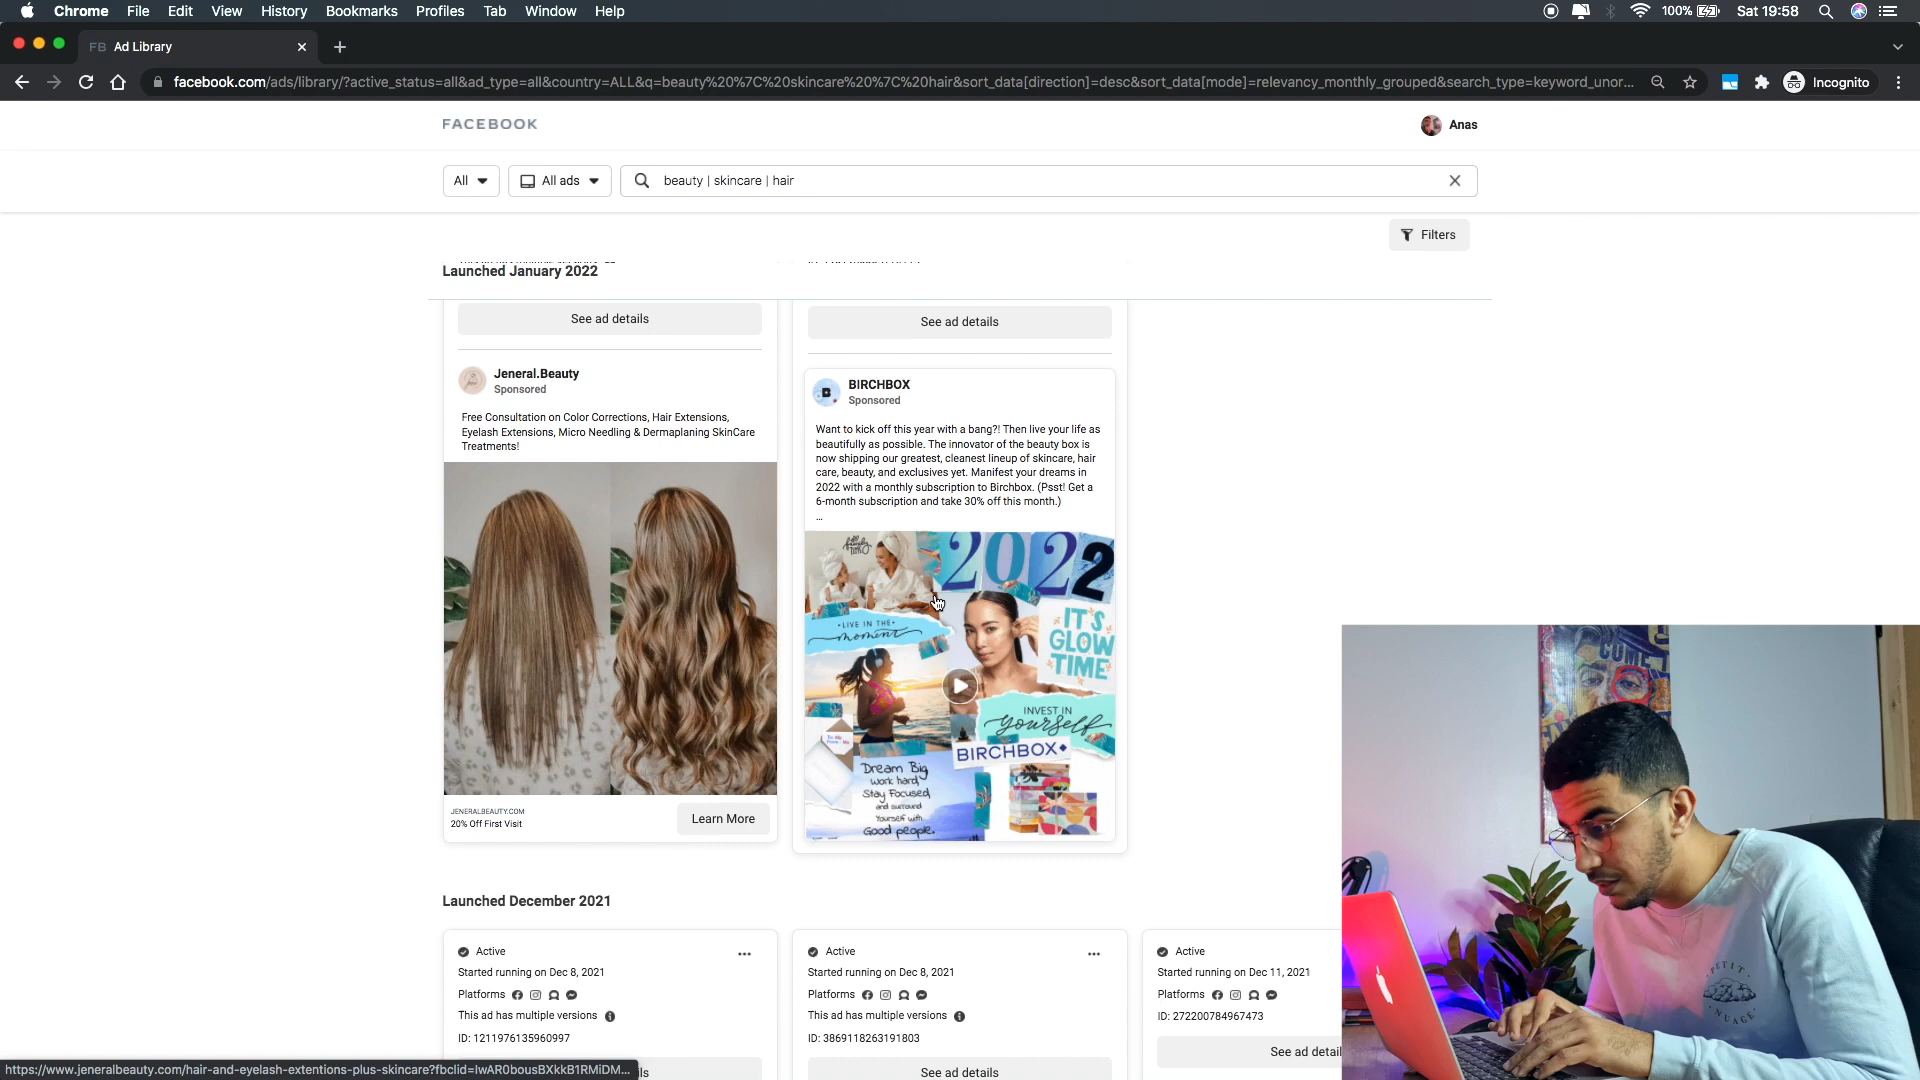 Chrome File Edit View History Bookmarks Profiles Tab Window Help 100% Sat 19:58
FB Ad Library
facebook.com/ads/library/?active_status=all&ad_type=all&country=ALL&q=beauty%20%7C%20skincare%20%7C%20hair&sort_data[direction]=desc&sort_data[mode]=relevancy_monthly_grouped&search_type=keyword_unor... Incognito
FACEBOOK
Anas
All All ads beauty | skincare | hair
Filters
Launched January 2022
See ad details
Jeneral.Beauty
Sponsored
Free Consultation on Color Corrections, Hair Extensions,
Eyelash Extensions, Micro Needling & Dermaplaning SkinCare
Treatments!
JENERALBEAUTY.COM
20% Off First Visit
Learn More
See ad details
BIRCHBOX
Sponsored
Want to kick off this year with a bang?! Then live your life as
beautifully as possible. The innovator of the beauty box is
now shipping our greatest, cleanest lineup of skincare, hair
care, beauty, and exclusives yet. Manifest your dreams in
2022 with a monthly subscription to Birchbox. (Psst! Get a
6-month subscription and take 30% off this month.)
...
family
2022
•LIVE IN THE•
moment
IT'S
GLOW
TIME
INVEST IN
yourself
BIRCHBOX
Dream Big
work hard
Stay Focused
and surround
Yourself with
Good people.
Launched December 2021
Active
Started running on Dec 8, 2021
Platforms
This ad has multiple versions
ID: 1211976135960997
Active
Started running on Dec 8, 2021
Platforms
This ad has multiple versions
ID: 3869118263191803
See ad details
Active
Started running on Dec 11, 2021
Platforms
ID: 272200784967473
See ad detail
https://www.jeneralbeauty.com/hair-and-eyelash-extentions-plus-skincare?fbclid=IwAR0bousBXkkB1RMiDM...
COME
PETIT
NUAGE